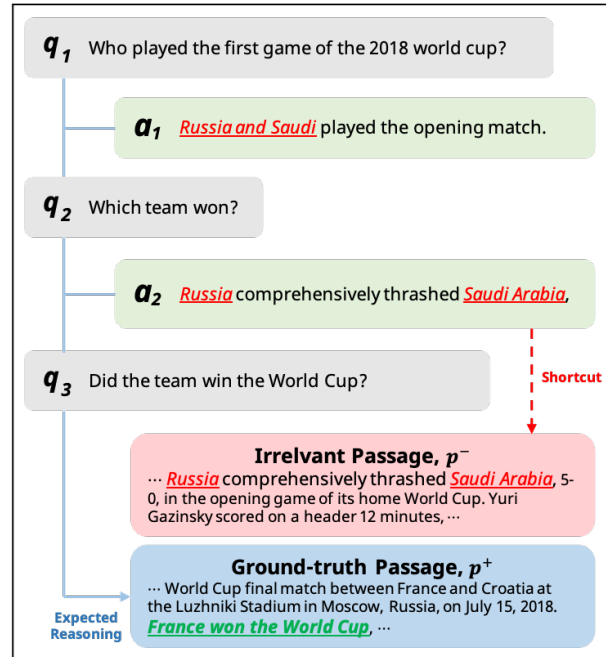 q1 Who played the first game of the 2018 world cup?
a1 Russia and Saudi played the opening match.
q2 Which team won?
a2 Russia comprehensively thrashed Saudi Arabia,
q3 Did the team win the World Cup?
Shortcut
Irrelvant Passage, p−
··· Russia comprehensively thrashed Saudi Arabia, 5-
0, in the opening game of its home World Cup. Yuri
Gazinsky scored on a header 12 minutes, ···
Ground-truth Passage, p+
··· World Cup final match between France and Croatia at
the Luzhniki Stadium in Moscow, Russia, on July 15, 2018.
France won the World Cup, ···
Expected
Reasoning